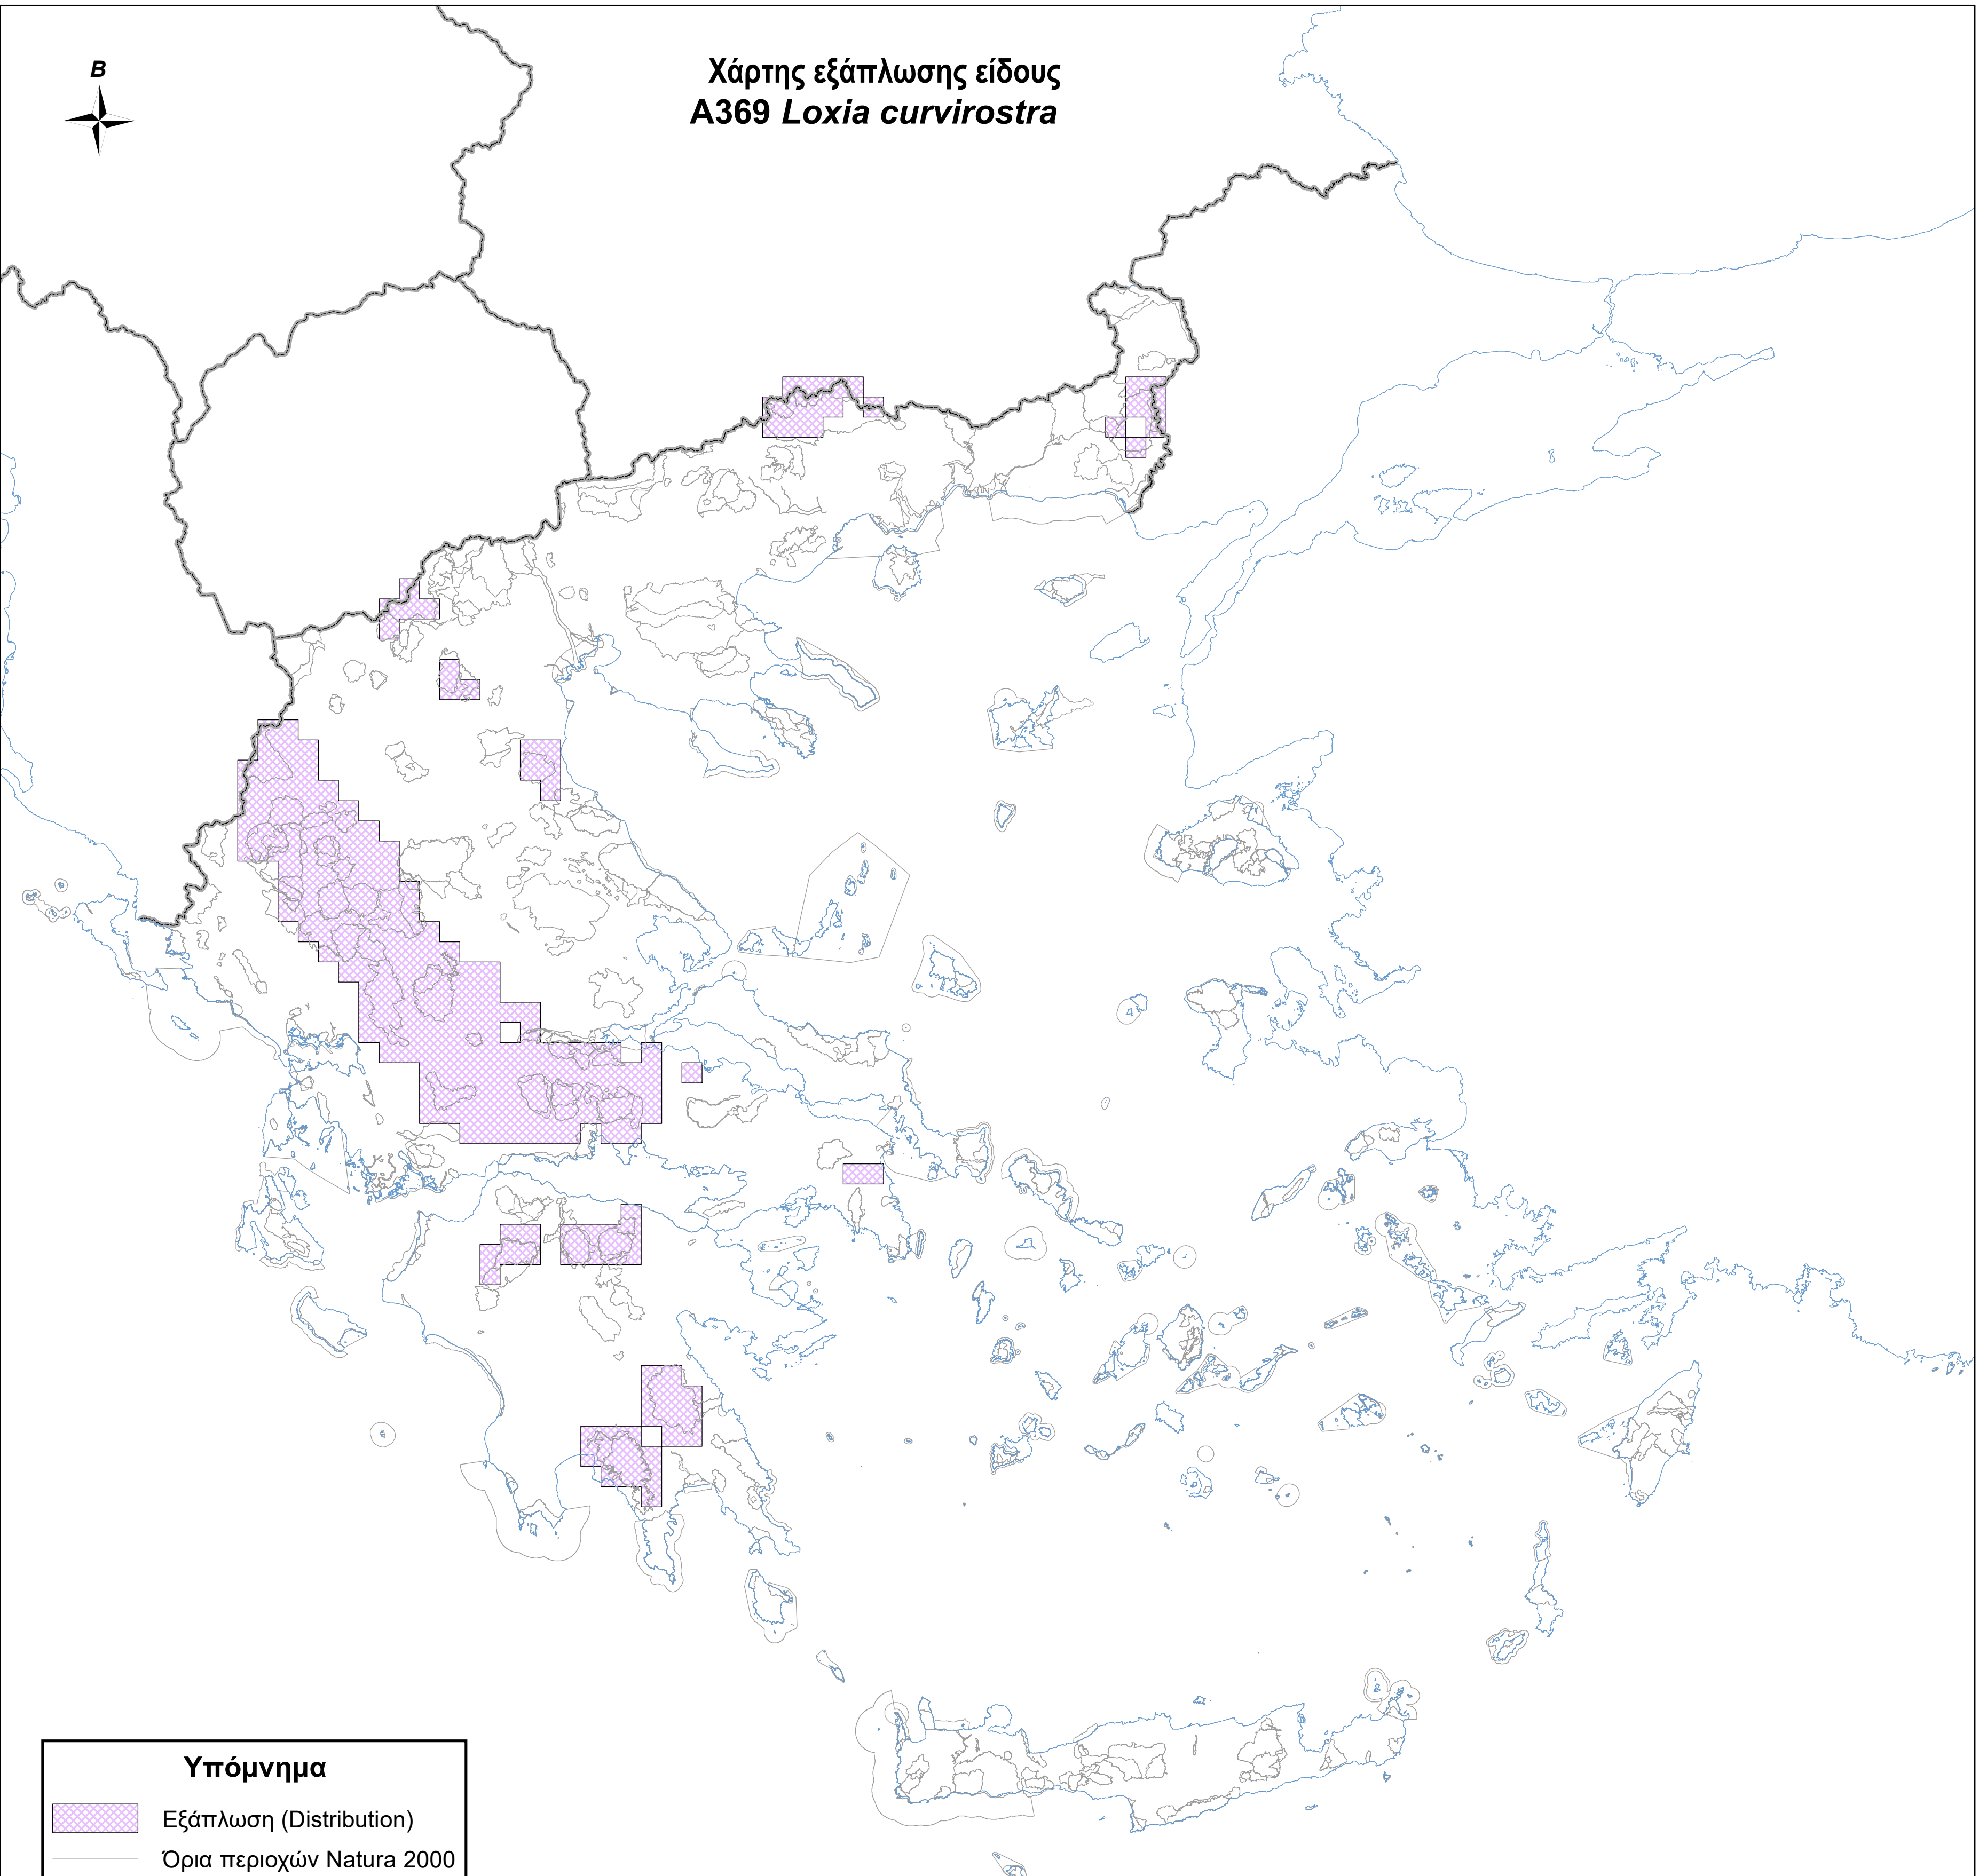 B
Χάρτης εξάπλωσης είδους
A369 Loxia curvirostra
Υπόμνημα
Εξάπλωση (Distribution)
Όρια περιοχών Natura 2000